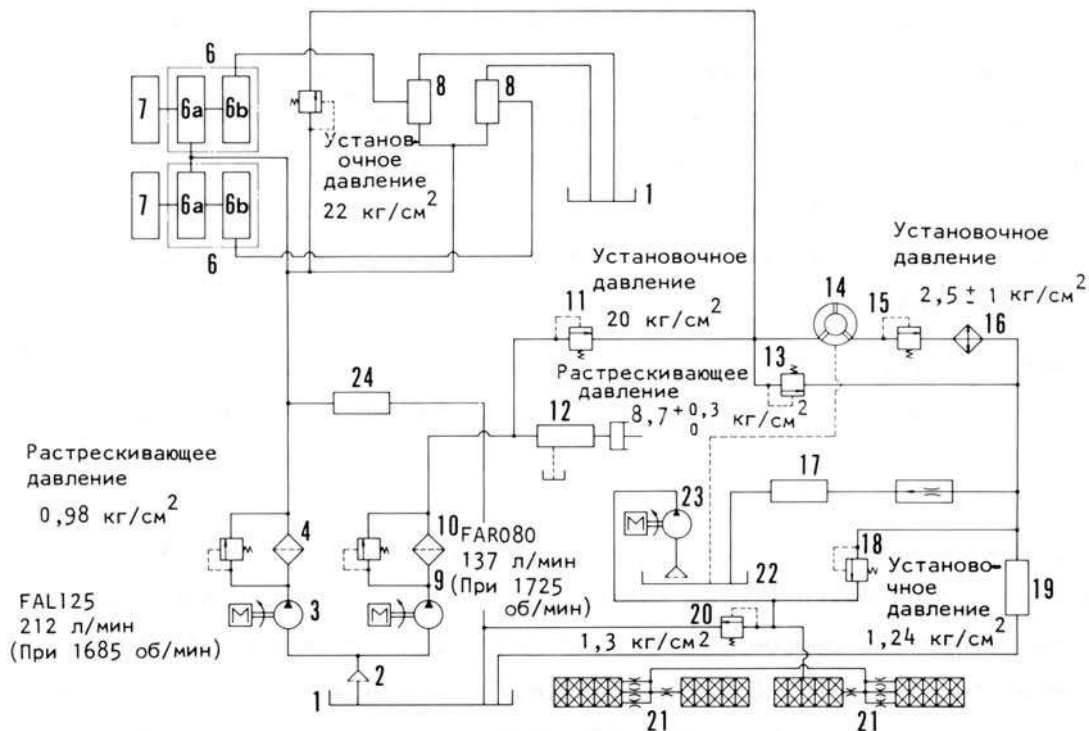 6
7
6a
6b
8
8
Установ-
очное
давление
22 кг/см²
1
7
6a
6b
6
Установочное
давление
20 кг/см²
11
Установочное
давление
2,5 ± 1 кг/см²
14
15
16
13
Растрескивающее
давление
8,7 +0,3 0 кг/см²
12
24
Растрескивающее
давление
0,98 кг/см²
4
10
FAR080
137 л/мин
(При 1725
об/мин)
9
M
3
M
FAL125
212 л/мин
(При 1685 об/мин)
2
1
23
M
17
22
18
Установо-
чное
давление
1,24 кг/см²
19
20
1,3 кг/см²
21
21